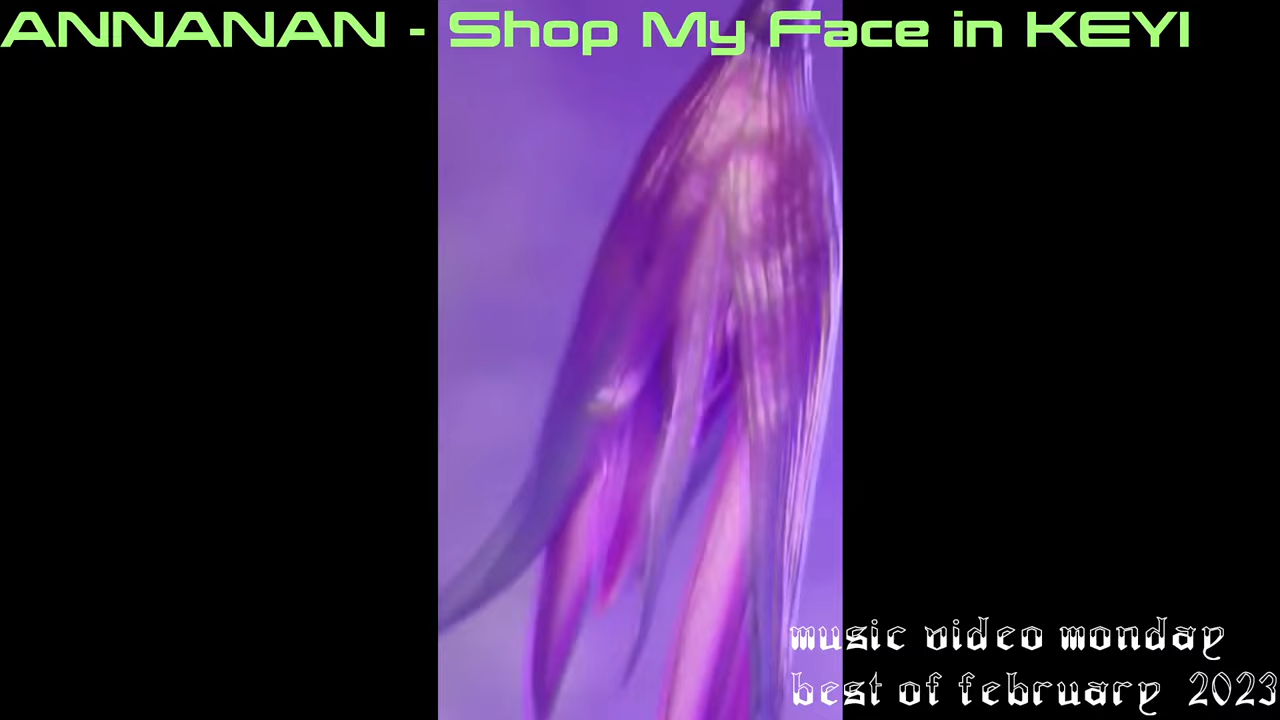 ANNANAN - Shop My Face in KEYI
music video monday
best of february 2023